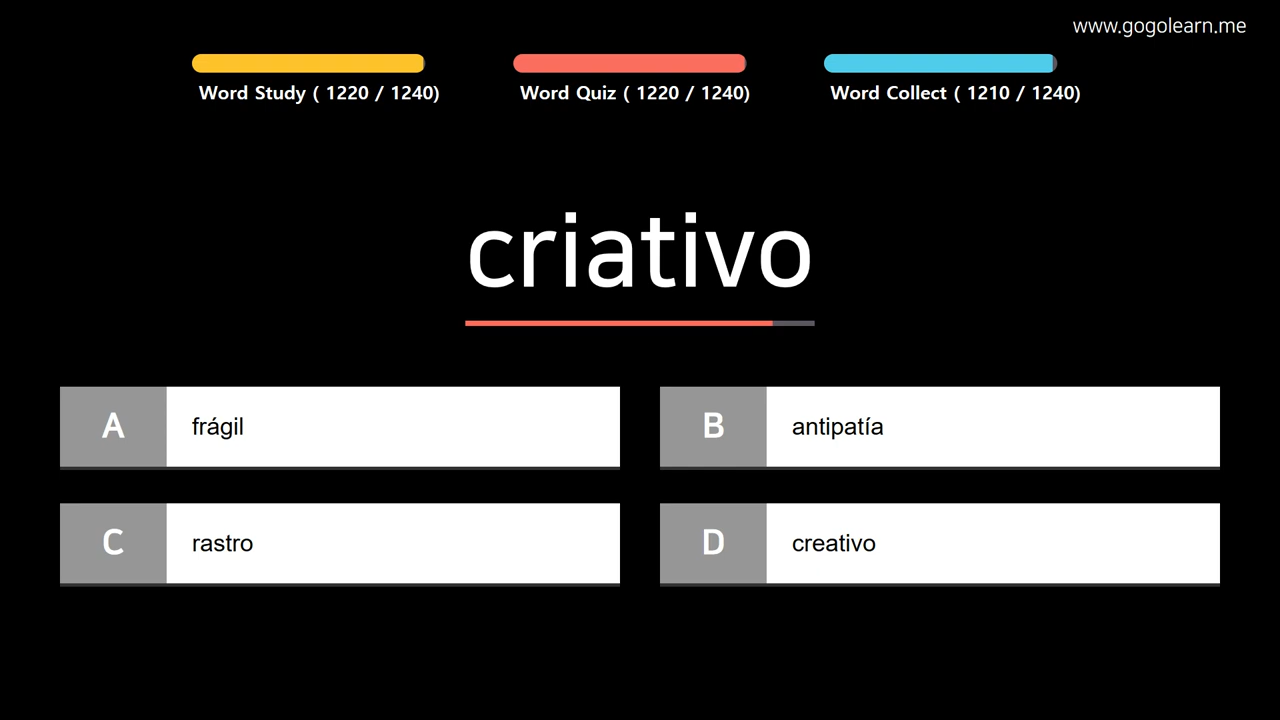 www.gogolearn.me
Word Study ( 1220 / 1240)
Word Quiz ( 1220 / 1240)
Word Collect ( 1210 / 1240)
criativo
A frágil
B antipatía
C rastro
D creativo